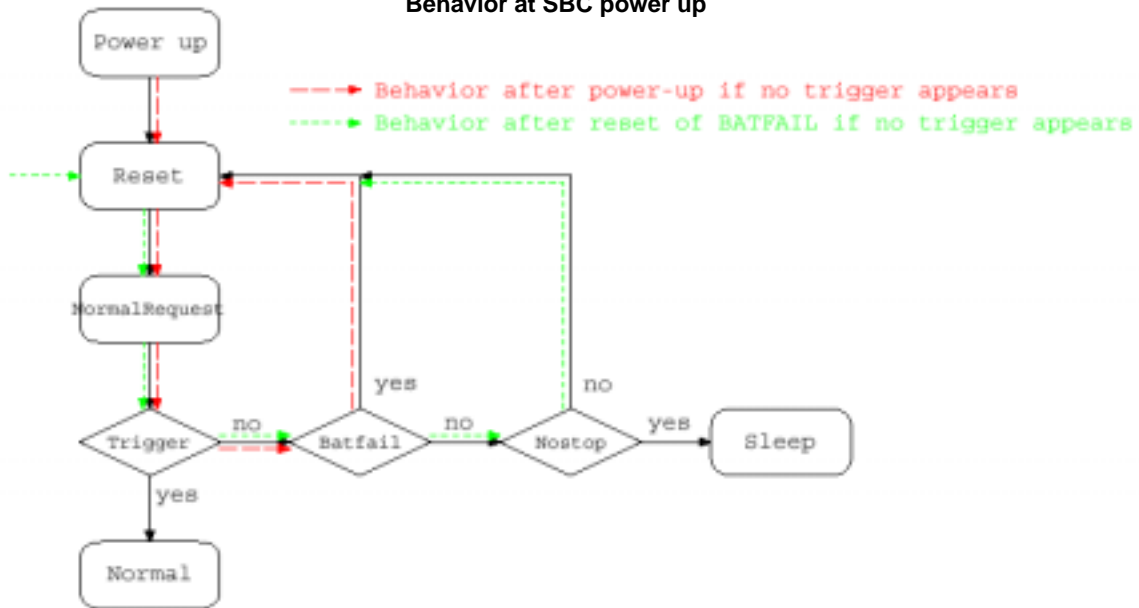 Behavior at SBC power up
Power up
Behavior after power-up if no trigger appears
Behavior after reset of BATFAIL if no trigger appears
Reset
NormalRequest
yes
no
no
no
yes
Trigger
Batfail
Nostop
Sleep
yes
Normal